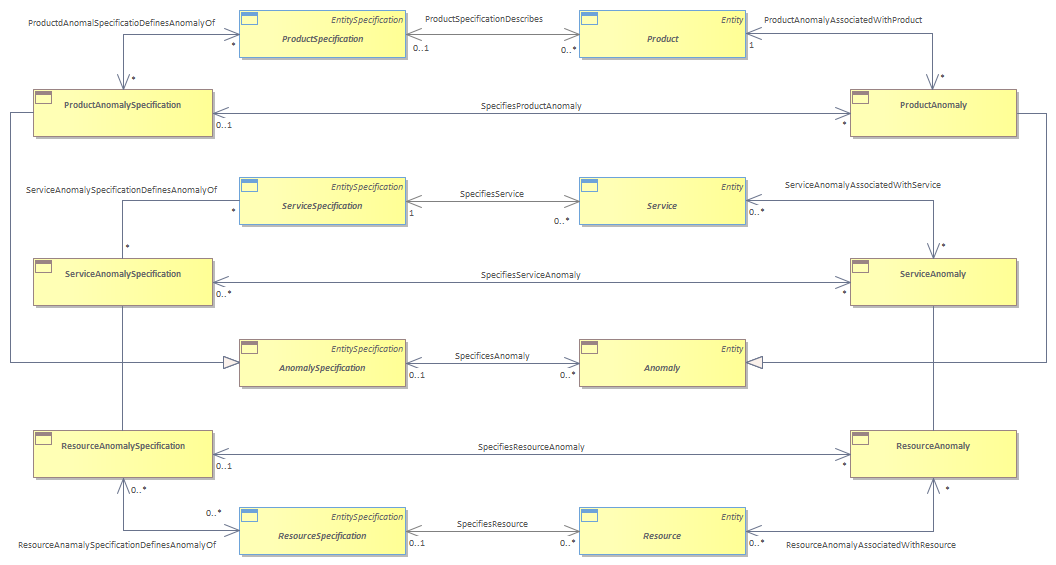 ProductdAnomalSpecificatioDefinesAnomalyOf
EntitySpecification
ProductSpecification
ProductSpecificationDescribes
Entity
Product
ProductAnomalyAssociatedWithProduct
*
0..1
0..*
1
*
*
ProductAnomalySpecification
SpecifiesProductAnomaly
ProductAnomaly
0..1
*
ServiceAnomalySpecificationDefinesAnomalyOf
EntitySpecification
ServiceSpecification
SpecifiesService
Entity
Service
ServiceAnomalyAssociatedWithService
*
1
0..*
0..*
*
*
ServiceAnomalySpecification
SpecifiesServiceAnomaly
ServiceAnomaly
0..*
*
EntitySpecification
AnomalySpecification
SpecificesAnomaly
Entity
Anomaly
0..1
0..*
ResourceAnomalySpecification
SpecifiesResourceAnomaly
ResourceAnomaly
0..1
*
0..*
*
0..*
EntitySpecification
ResourceSpecification
SpecifiesResource
Entity
Resource
0..1
0..*
0..*
ResourceAnamalySpecificationDefinesAnomalyOf
ResourceAnomalyAssociatedWithResource